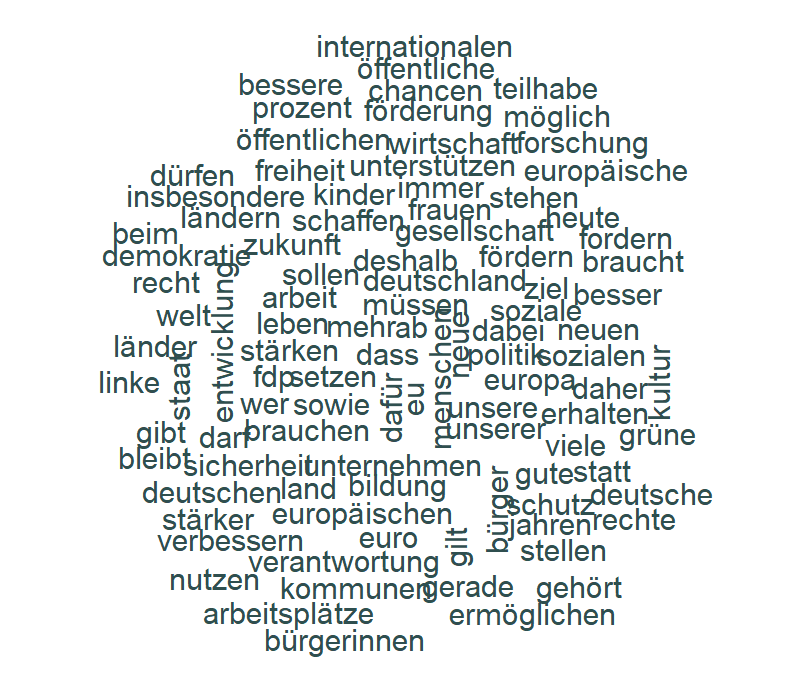 internationalen
öffentliche
bessere chancen teilhabe
prozent förderung möglich
öffentlichen wirtschaft forschung
dürfen freiheit unterstützen europäische
insbesondere kinder immer stehen
ländern schaffen frauen heute
beim gesellschaft fordern
demokratie zukunft deshalb fördern braucht
recht sollen deutschland ziel besser
arbeit müssen soziale
welt leben mehr ab dabei neuen
länder stärken dass politik sozialen
linke fdp setzen europa daher
staat entwicklung dafür eu menschen neue kultur
wer sowie unsere erhalten
gibt darf brauchen unserer viele grüne
bleibt sicherheit unternehmen gute statt
deutschen land bildung schutz deutsche
stärker europäischen bürger jahren rechte
verbessern euro gilt stellen
verantwortung
nutzen kommunen gerade gehört
arbeitsplätze ermöglichen
bürgerinnen